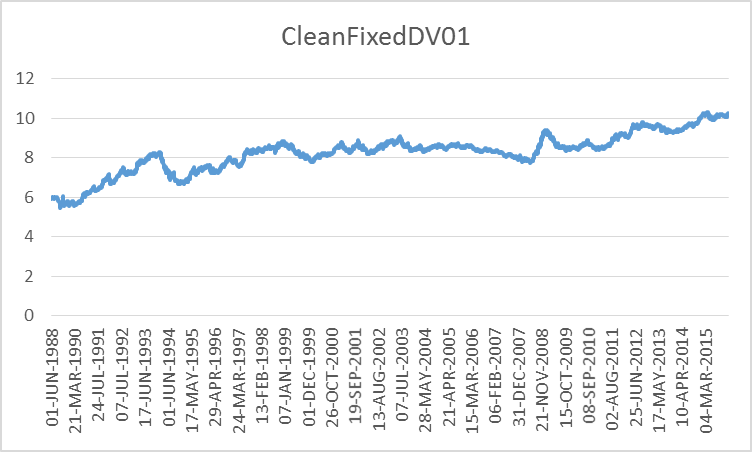 CleanFixedDV01
12
10
8
6
4
2
0
01-JUN-1988
21-MAR-1990
24-JUL-1991
07-JUL-1992
17-JUN-1993
01-JUN-1994
17-MAY-1995
29-APR-1996
24-MAR-1997
13-FEB-1998
07-JAN-1999
01-DEC-1999
26-OCT-2000
19-SEP-2001
13-AUG-2002
07-JUL-2003
28-MAY-2004
21-APR-2005
15-MAR-2006
06-FEB-2007
31-DEC-2007
21-NOV-2008
15-OCT-2009
08-SEP-2010
02-AUG-2011
25-JUN-2012
17-MAY-2013
10-APR-2014
04-MAR-2015